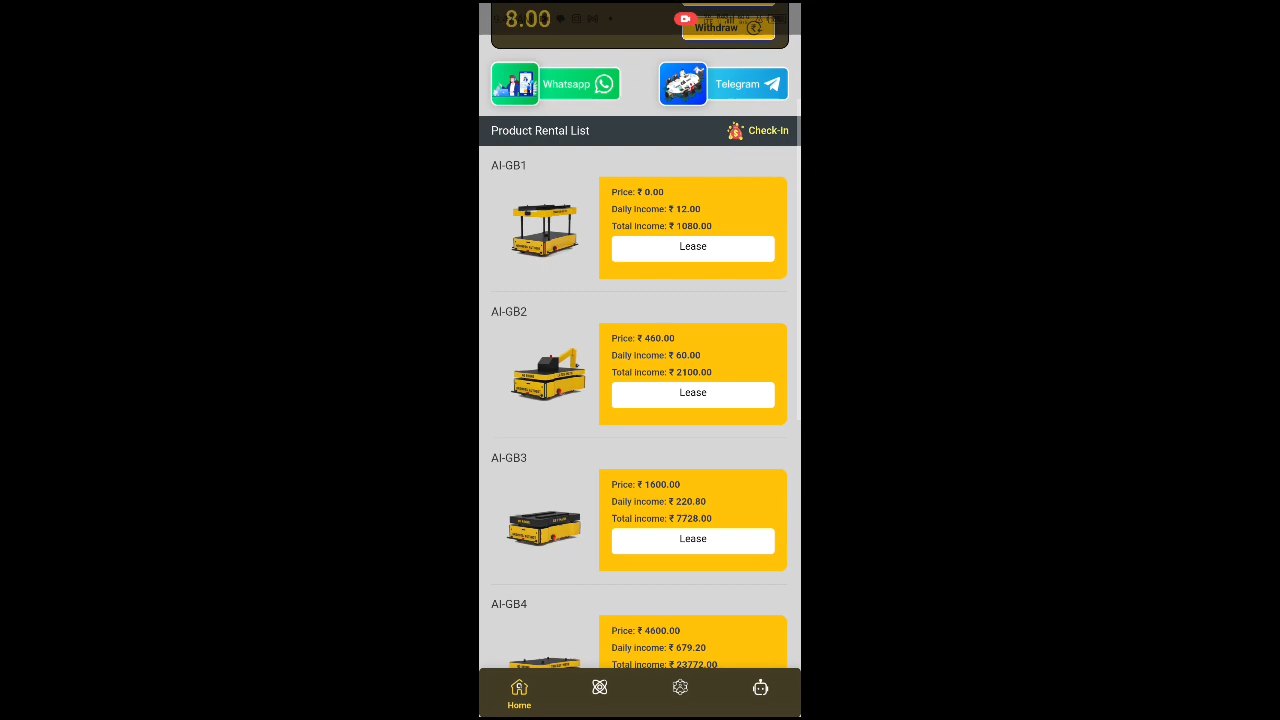 8.00
Withdraw
Whatsapp
Telegram
Product Rental List
Check-in
AI-GB1
Price: ₹ 0.00
Daily income: ₹ 12.00
Total income: ₹ 1080.00
Lease
AI-GB2
Price: ₹ 460.00
Daily income: ₹ 60.00
Total income: ₹ 2100.00
Lease
AI-GB3
Price: ₹ 1600.00
Daily income: ₹ 220.80
Total income: ₹ 7728.00
Lease
AI-GB4
Price: ₹ 4600.00
Daily income: ₹ 679.20
Total income: ₹ 23772.00
Home